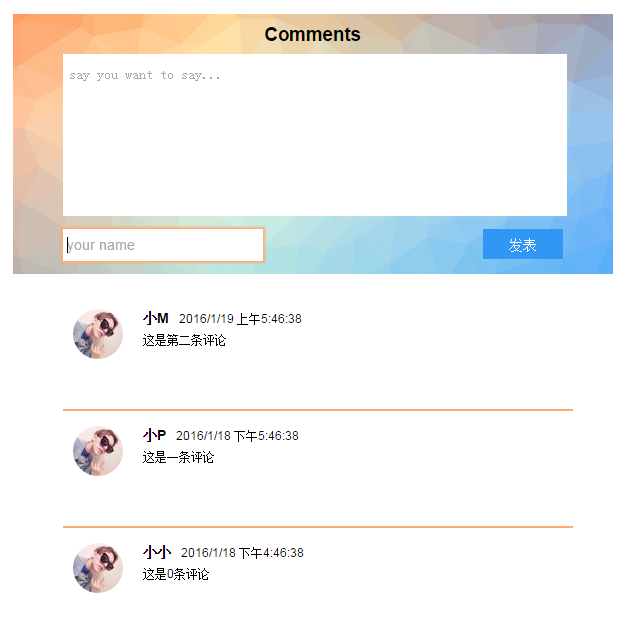 Comments
say you want to say...
your name
发表
小M 2016/1/19 上午5:46:38
这是第二条评论
小P 2016/1/18 下午5:46:38
这是一条评论
小小 2016/1/18 下午4:46:38
这是0条评论